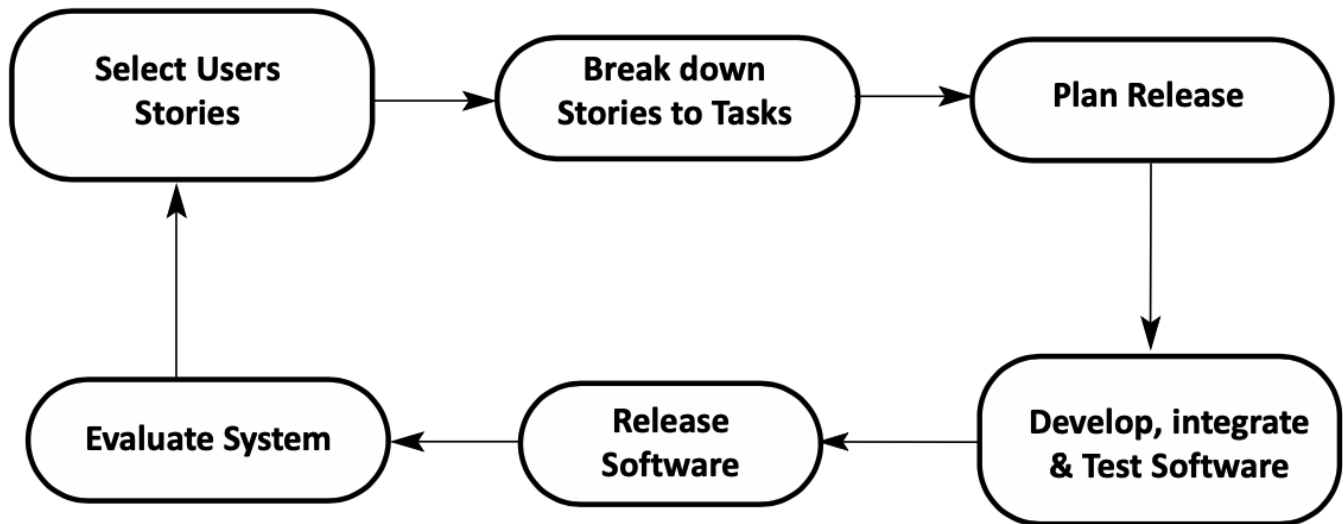 Select Users
Stories
Break down
Stories to Tasks
Plan Release
Develop, integrate
& Test Software
Release
Software
Evaluate System